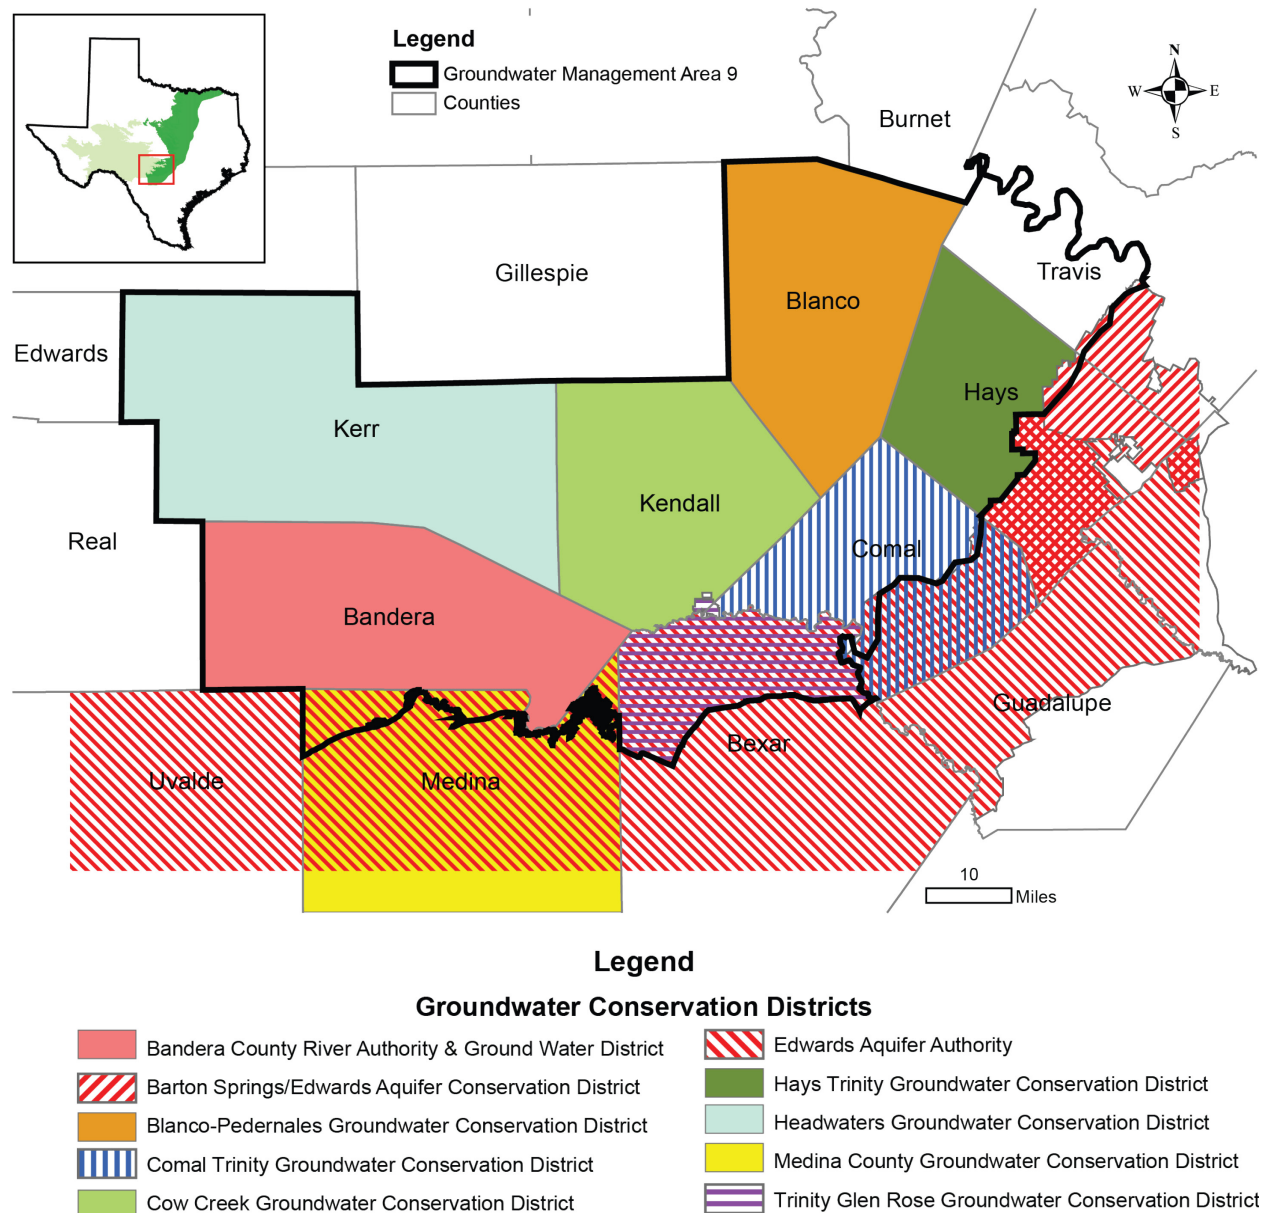 Legend
Groundwater Management Area 9
Counties
N
W
E
S
Burnet
Travis
Gillespie
Blanco
Edwards
Hays
Kerr
Kendall
Real
Comal
Bandera
Guadalupe
Bexar
Uvalde
Medina
10
Miles
Legend
Groundwater Conservation Districts
Bandera County River Authority & Ground Water District
Barton Springs/Edwards Aquifer Conservation District
Blanco-Pedernales Groundwater Conservation District
Comal Trinity Groundwater Conservation District
Cow Creek Groundwater Conservation District
Edwards Aquifer Authority
Hays Trinity Groundwater Conservation District
Headwaters Groundwater Conservation District
Medina County Groundwater Conservation District
Trinity Glen Rose Groundwater Conservation District